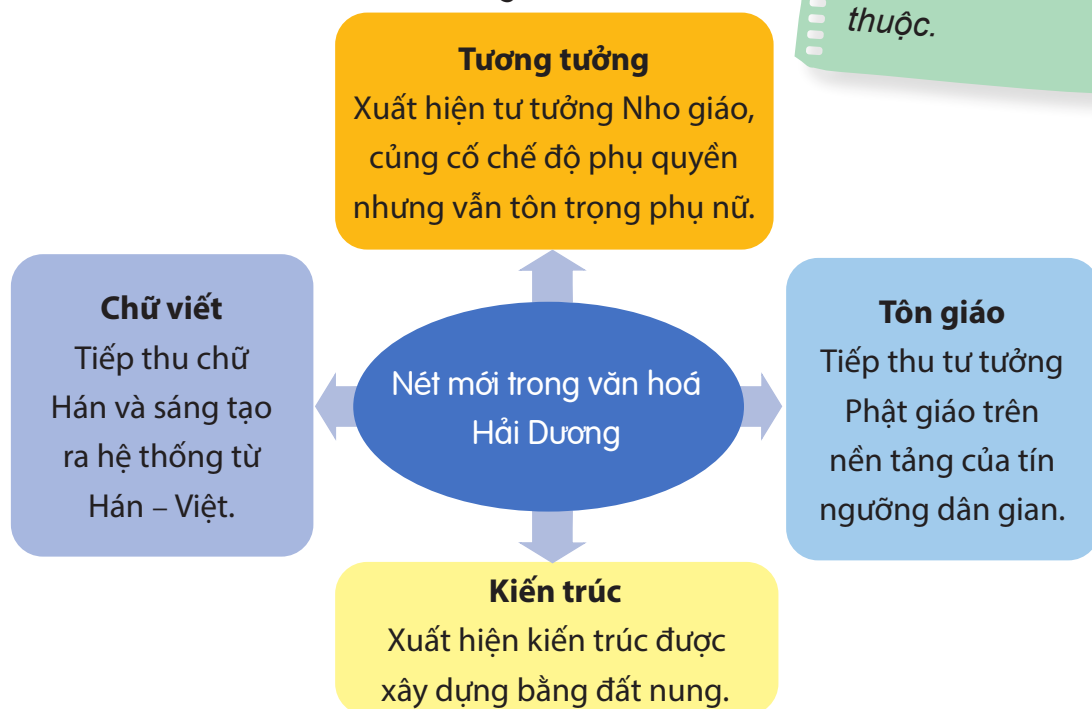 thuộc.
Tương tưởng
Xuất hiện tư tưởng Nho giáo,
củng cố chế độ phụ quyền
nhưng vẫn tôn trọng phụ nữ.
Chữ viết
Tiếp thu chữ
Hán và sáng tạo
ra hệ thống từ
Hán – Việt.
Nét mới trong văn hoá
Hải Dương
Tôn giáo
Tiếp thu tư tưởng
Phật giáo trên
nền tảng của tín
ngưỡng dân gian.
Kiến trúc
Xuất hiện kiến trúc được
xây dựng bằng đất nung.